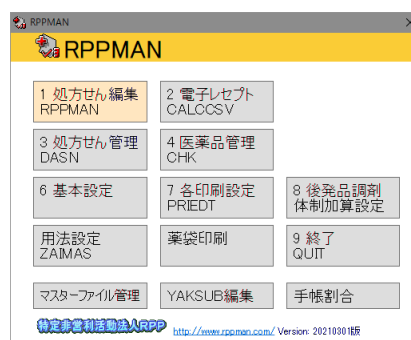 RPPMAN
RPPMAN
1 処方せん編集
RPPMAN
2 電子レセプト
CALCCSV
3 処方せん管理
DASN
4 医薬品管理
CHK
6 基本設定
7 各印刷設定
PRIEDT
8 後発品調剤
体制加算設定
用法設定
ZAIMAS
薬袋印刷
9 終了
QUIT
マスターファイル管理
YAKSUB編集
手帳割合
特定非営利活動法人RPP http://www.rppman.com/ Version: 20210801版